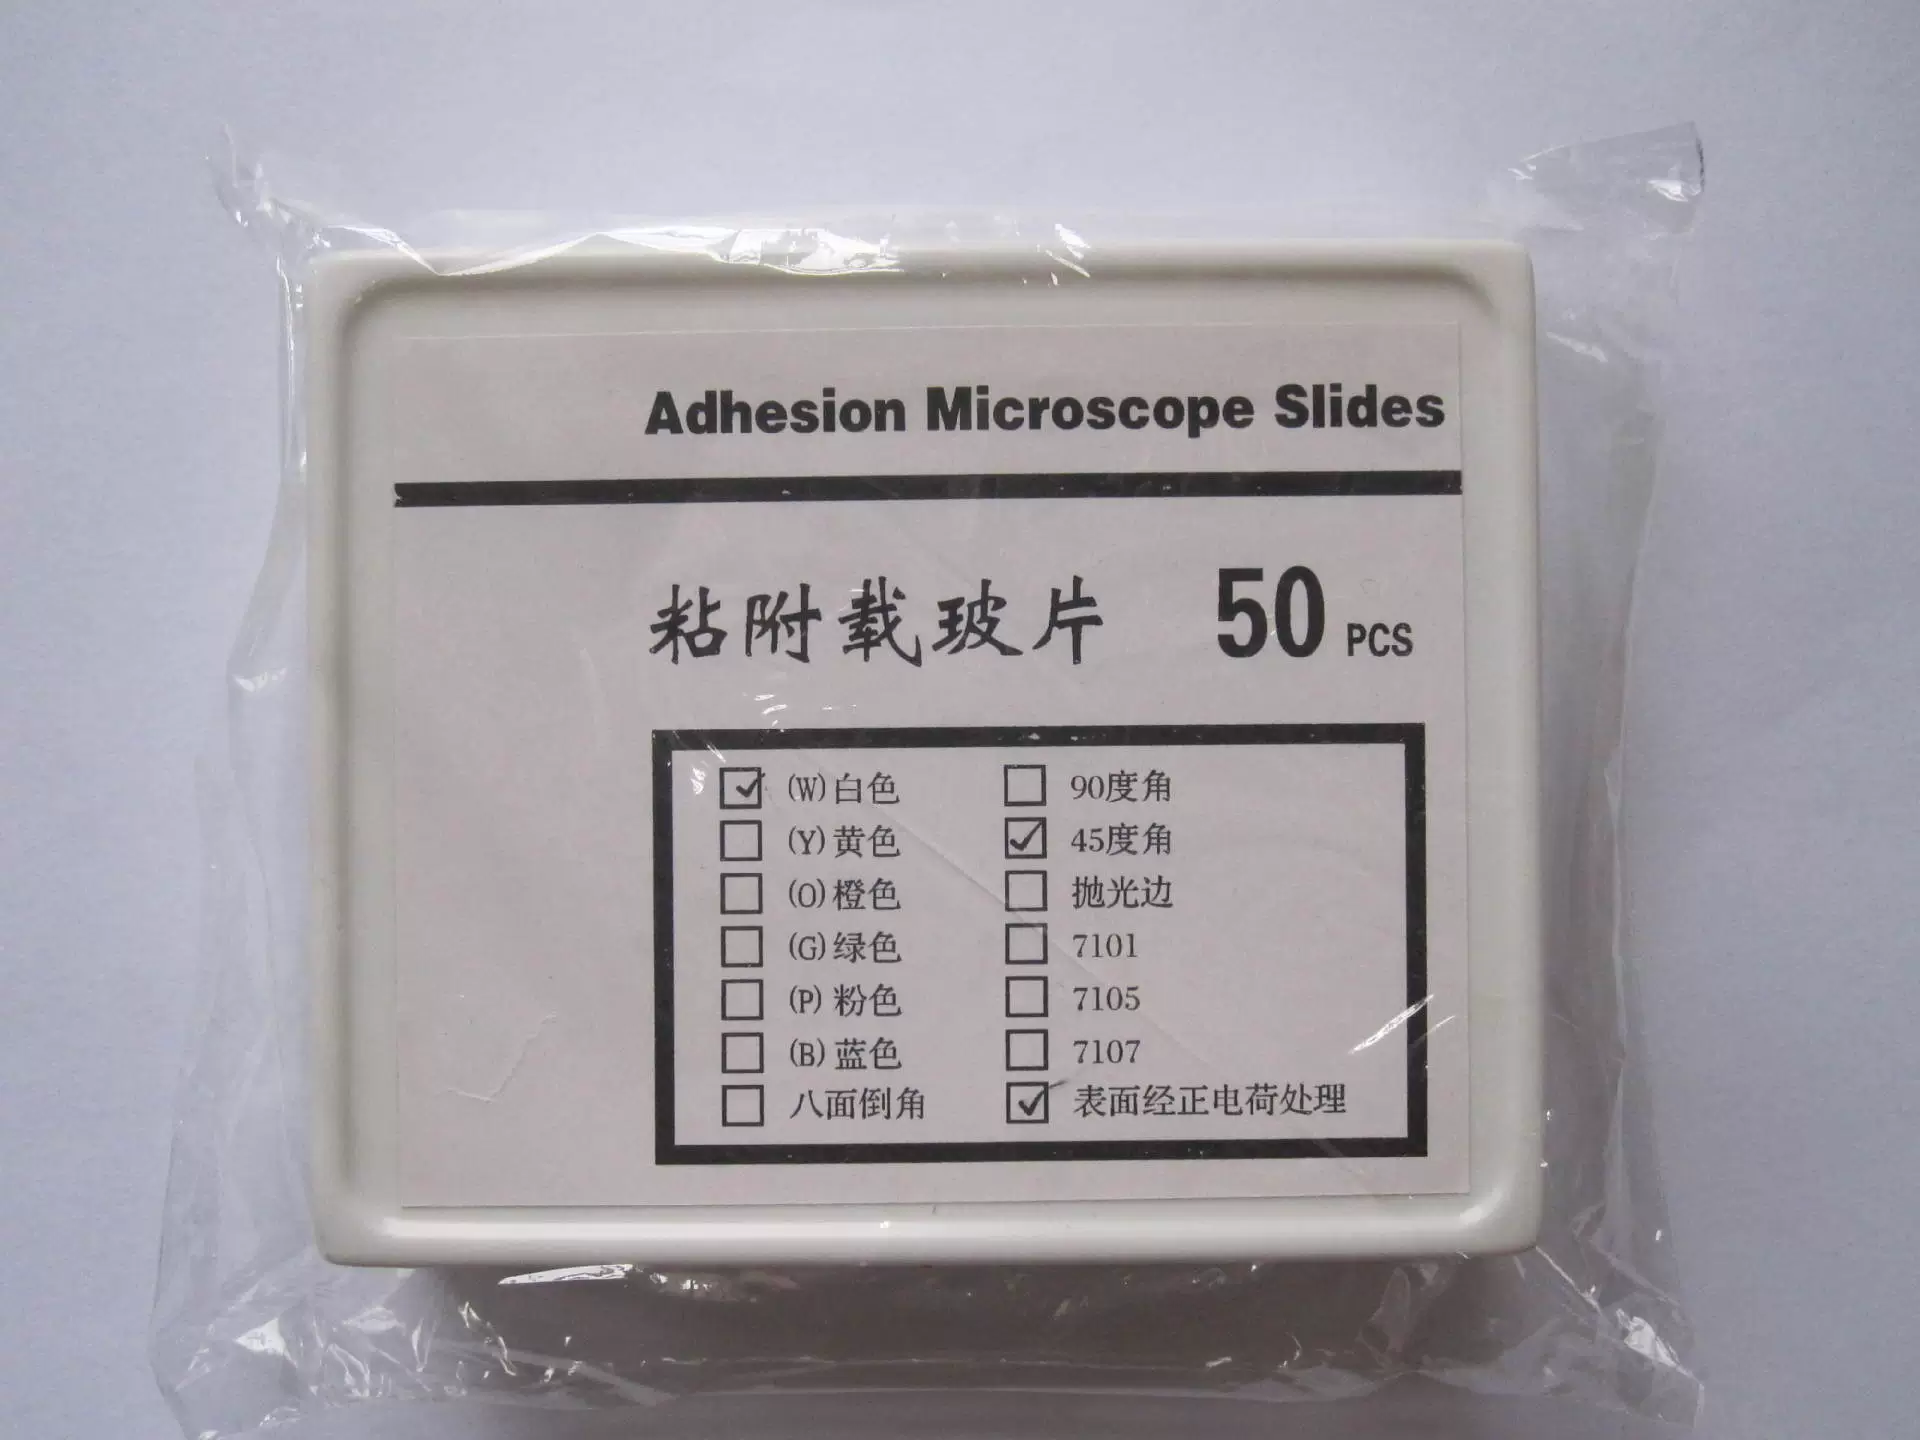 Adhesion Microscope Slides
粘附载玻片 50 PCS
(W)白色 90度角
(Y)黄色 45度角
(O)橙色 抛光边
(G)绿色 7101
(P)粉色 7105
(B)蓝色 7107
八面倒角 表面经正电荷处理